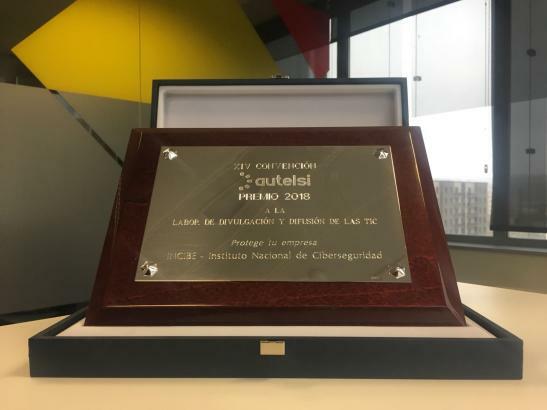 XIV CONVENCIÓN
autelsi
PREMIO 2018
A LA
LABOR DE DIVULGACIÓN Y DIFUSIÓN DE LAS TIC
Protege tu empresa
INCIBE - Instituto Nacional de Ciberseguridad